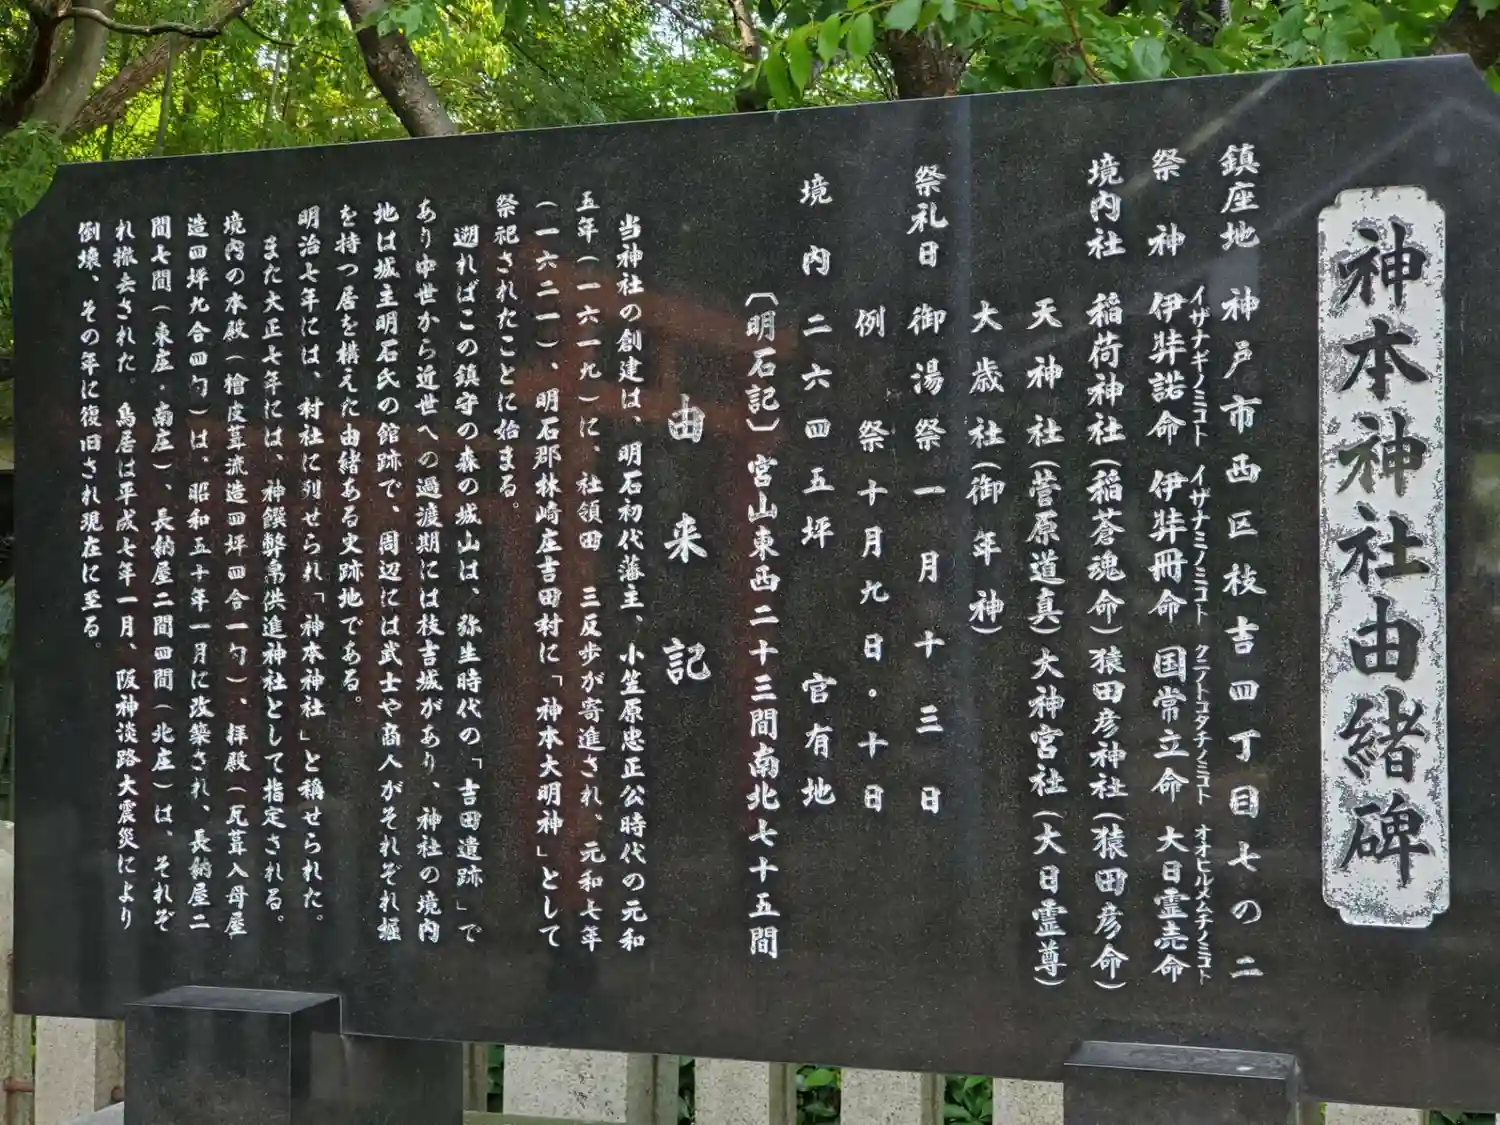 神本神社由緒碑
鎮座地 神戸市西区枝吉四丁目七の二
祭神 伊弉諾命 伊弉冊命 国常立命 大日霊売命
イザナギノミコト イザナミノミコト クニノトコタチノミコト オオヒルメムチノミコト
境内社 稲荷神社(稲蒼魂命)猿田彦神社(猿田彦命)
天神社(菅原道真)大神宮社(大日霊尊)
大歳社(御年神)
祭礼日 御湯祭一月十三日
例祭十月九日・十日
境内二六四五坪 官有地
〔明石記〕宮山東西二十三間南北七十五間
由来記
当神社の創建は、明石初代藩主、小笠原忠正公時代の元和
五年(一六一九)に、社領田 三反歩が寄進され、元和七年
(一六二一)、明石郡林崎庄吉田村に「神本大明神」として
祭祀されたことに始まる。
遡ればこの鎮守の森の城山は、弥生時代の「吉田遺跡」で
あり中世から近世への過渡期には枝吉城があり、神社の境内
地は城主明石氏の館跡で、周辺には武士や商人がそれぞれ堀
を持つ居を構えた由緒ある史跡地である。
明治七年には、村社に列せられ「神本神社」と称せられた。
また大正七年には、神饌幣帛供進神社として指定される。
境内の本殿(檜皮葺流造四坪四合一勺)、拝殿(瓦葺入母屋
造四坪九合四勺)は、昭和五十年一月に改築され、長納屋二
間七間(東庄・南庄)、長納屋二間四間(北庄)は、それぞ
れ撤去された。鳥居は平成七年一月、阪神淡路大震災により
倒壊、その年に復旧され現在に至る。